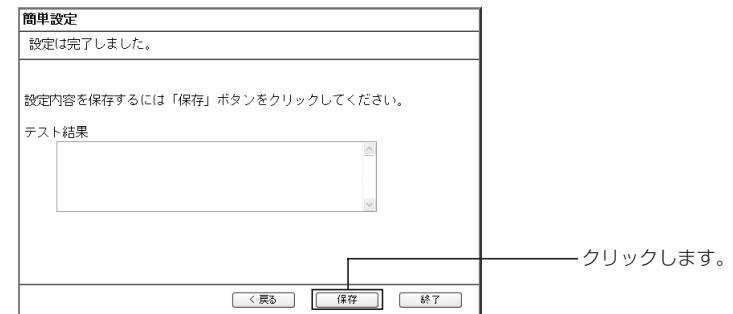 簡単設定
設定は完了しました。
設定内容を保存するには「保存」ボタンをクリックしてください。
テスト結果
クリックします。
< 戻る
保存
終了